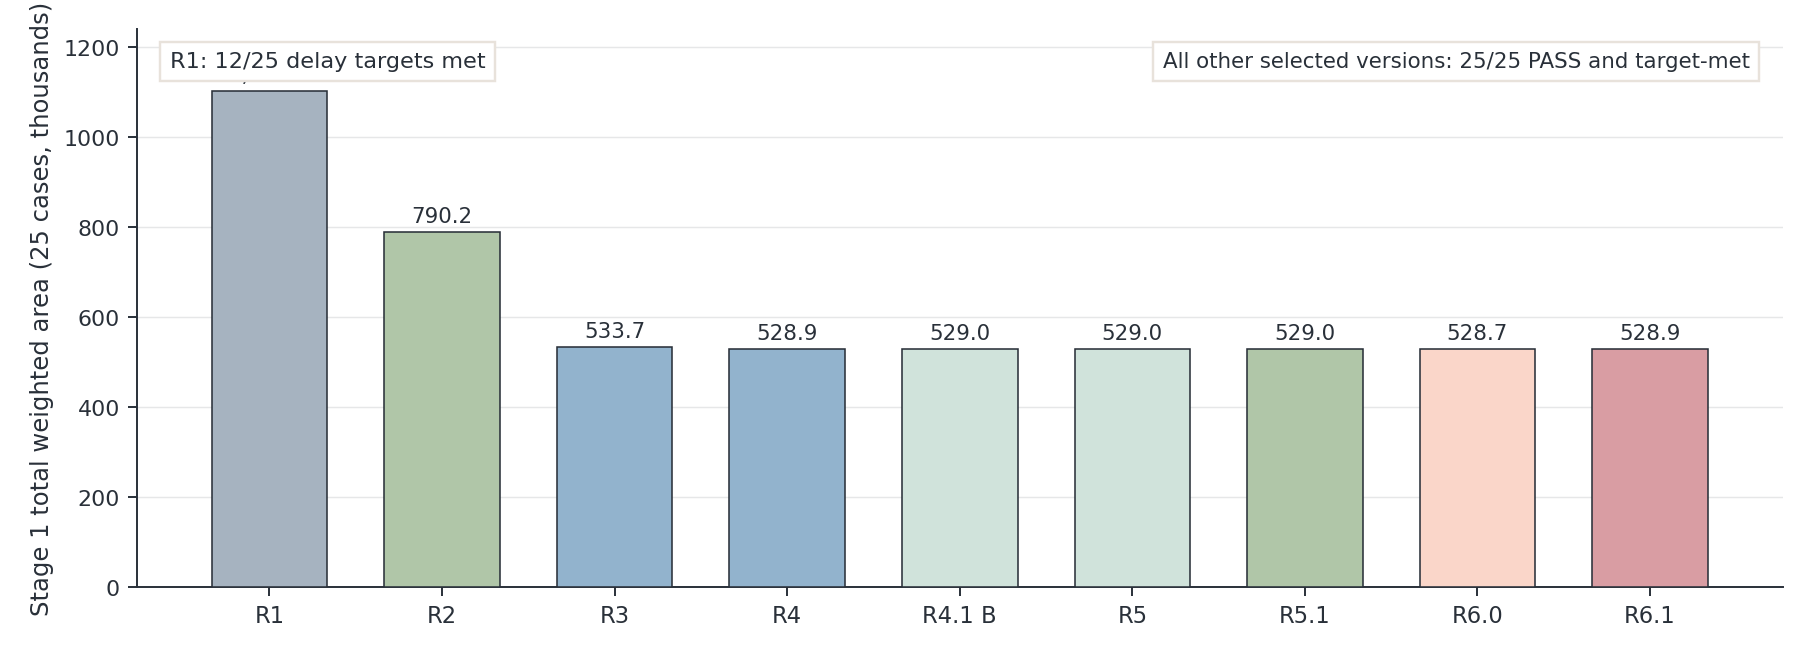 Stage 1 total weighted area (25 cases, thousands)
1200
1000
800
600
400
200
0
R1: 12/25 delay targets met
All other selected versions: 25/25 PASS and target-met
790.2
533.7
528.9
529.0
529.0
529.0
528.7
528.9
R1
R2
R3
R4
R4.1 B
R5
R5.1
R6.0
R6.1